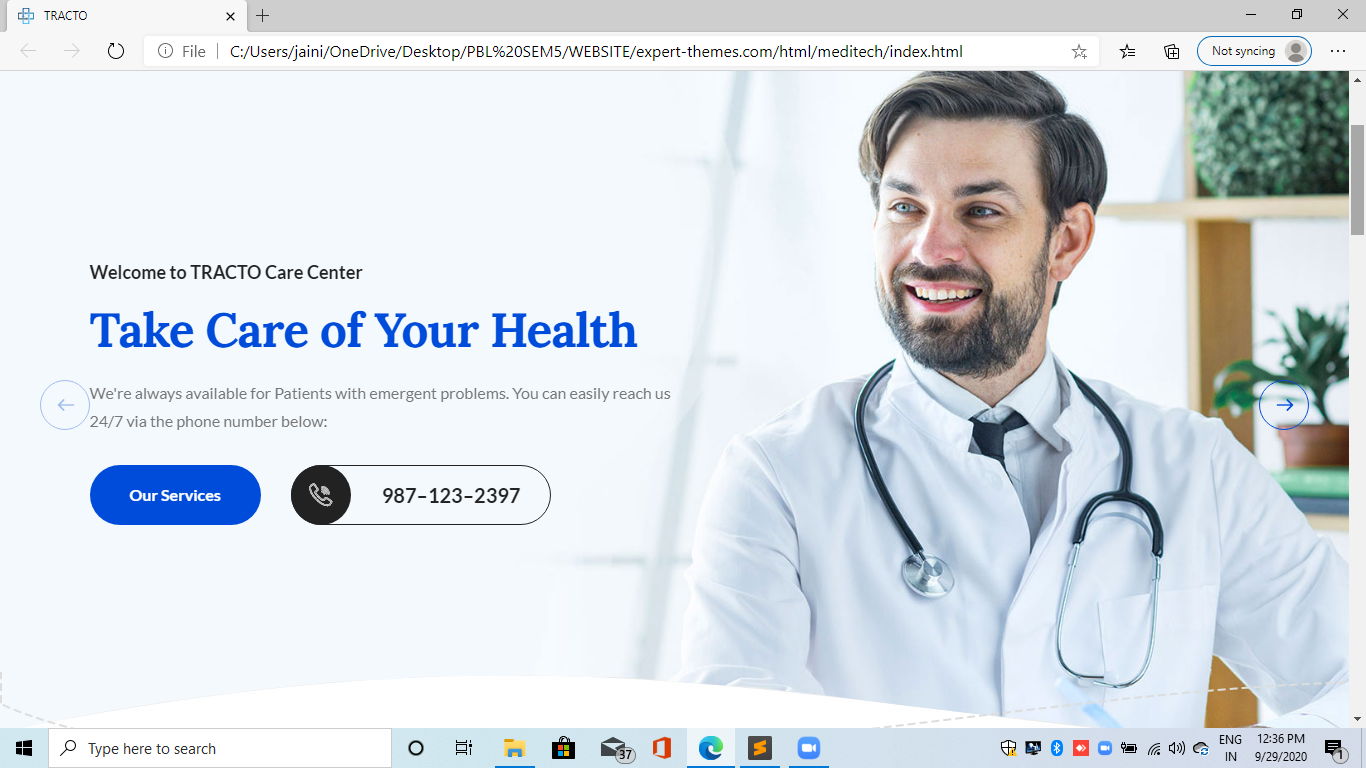 TRACTO
File
C:/Users/jaini/OneDrive/Desktop/PBL%20SEM5/WEBSITE/expert-themes.com/html/meditech/index.html
Not syncing
Welcome to TRACTO Care Center
Take Care of Your Health
We're always available for Patients with emergent problems. You can easily reach us
24/7 via the phone number below:
Our Services
987-123-2397
Type here to search
37
ENG
IN
12:36 PM
9/29/2020
1